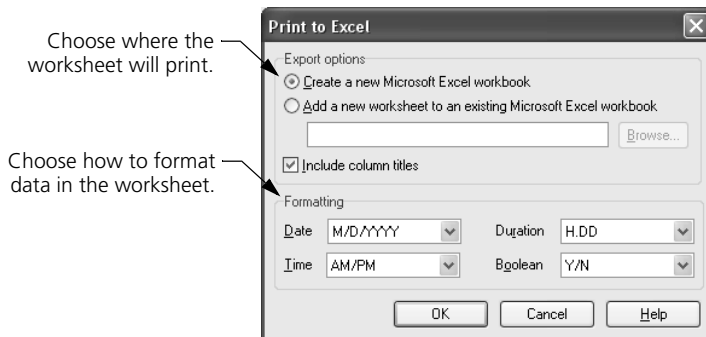 Choose where the
worksheet will print.
Choose how to format
data in the worksheet.
Print to Excel
Export options
Create a new Microsoft Excel workbook
Add a new worksheet to an existing Microsoft Excel workbook
Browse...
Include column titles
Formatting
Date M/D/YYYY Duration H.DD
Time AM/PM Boolean Y/N
OK Cancel Help